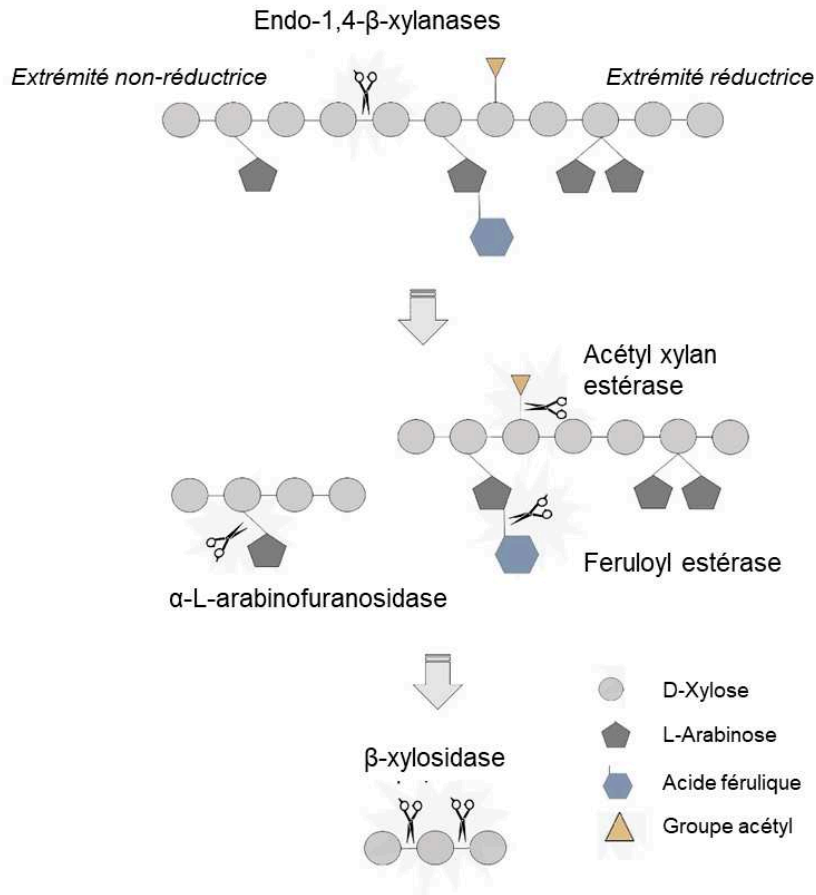 Endo-1,4-β-xylanases
Extrémité non-réductrice
Extrémité réductrice
Acétyl xylan
estérase
Feruloyl estérase
α-L-arabinofuranosidase
β-xylosidase
D-Xylose
L-Arabinose
Acide férulique
Groupe acétyl